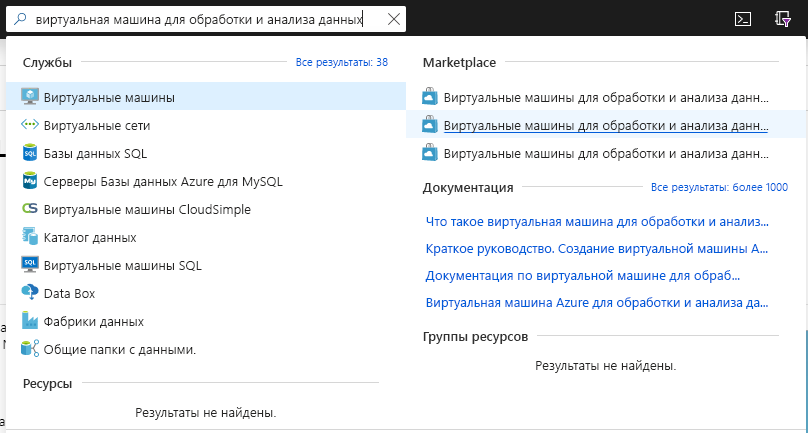 виртуальная машина для обработки и анализа данных
Службы
Все результаты: 38
Виртуальные машины
Виртуальные сети
Базы данных SQL
Серверы Базы данных Azure для MySQL
Виртуальные машины CloudSimple
Каталог данных
Виртуальные машины SQL
Data Box
Фабрики данных
Общие папки с данными.
Ресурсы
Результаты не найдены.
Marketplace
Виртуальные машины для обработки и анализа данн...
Виртуальные машины для обработки и анализа данн...
Виртуальные машины для обработки и анализа данн...
Документация
Все результаты: более 1000
Что такое виртуальная машина для обработки и анализ...
Краткое руководство. Создание виртуальной машины A...
Документация по виртуальной машине для обраб...
Виртуальная машина Azure для обработки и анализа да...
Группы ресурсов
Результаты не найдены.